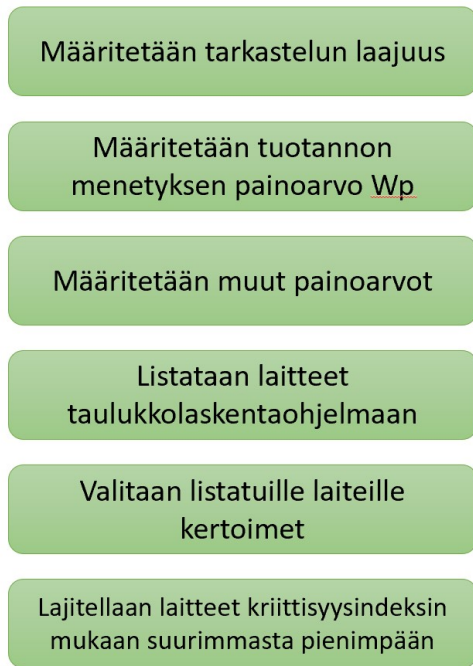 Määritetään tarkastelun laajuus
Määritetään tuotannon
menetyksen painoarvo Wp
Määritetään muut painoarvot
Listataan laitteet
taulukkolaskentaohjelmaan
Valitaan listatuille laiteille
kertoimet
Lajitellaan laitteet kriittisyysindeksin
mukaan suurimmasta pienimpään